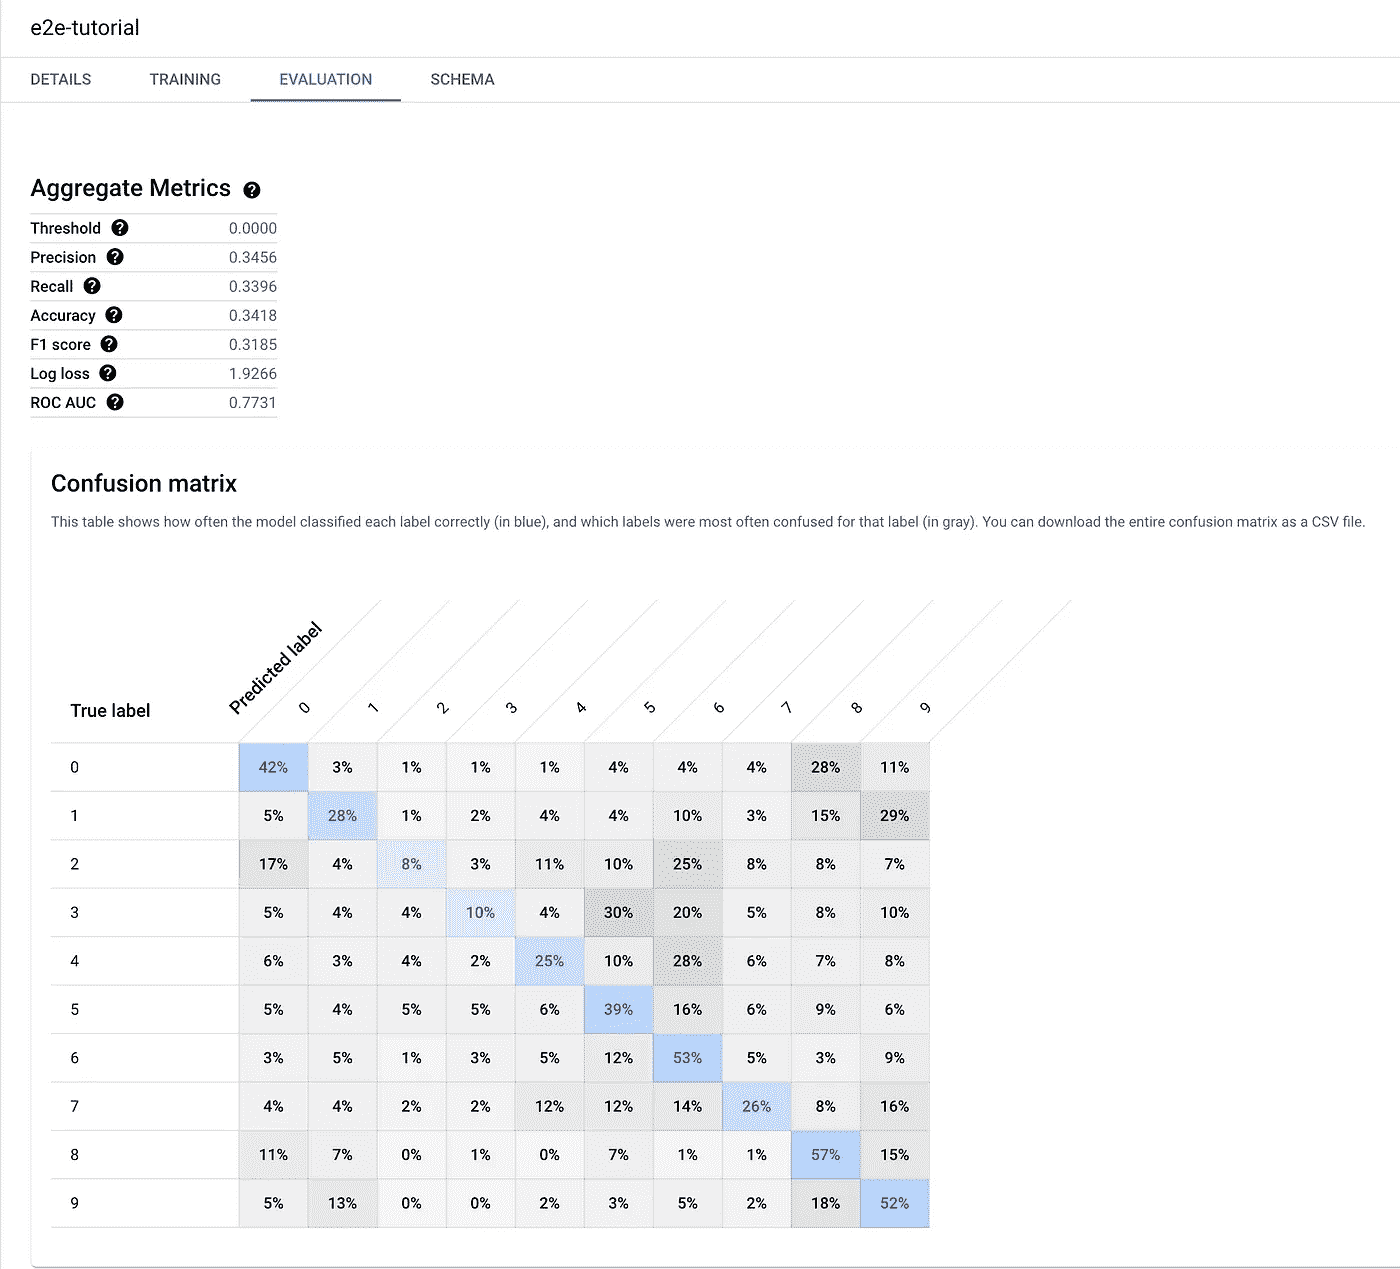 e2e-tutorial
DETAILS TRAINING EVALUATION SCHEMA
Aggregate Metrics
Threshold 0.0000
Precision 0.3456
Recall 0.3396
Accuracy 0.3418
F1 score 0.3185
Log loss 1.9266
ROC AUC 0.7731
Confusion matrix
This table shows how often the model classified each label correctly (in blue), and which labels were most often confused for that label (in gray). You can download the entire confusion matrix as a CSV file.
Predicted label
True label 0 1 2 3 4 5 6 7 8 9
0 42% 3% 1% 1% 1% 4% 4% 4% 28% 11%
1 5% 28% 1% 2% 4% 4% 10% 3% 15% 29%
2 17% 4% 8% 3% 11% 10% 25% 8% 8% 7%
3 5% 4% 4% 10% 4% 30% 20% 5% 8% 10%
4 6% 3% 4% 2% 25% 10% 28% 6% 7% 8%
5 5% 4% 5% 5% 6% 39% 16% 6% 9% 6%
6 3% 5% 1% 3% 5% 12% 53% 5% 3% 9%
7 4% 4% 2% 2% 12% 12% 14% 26% 8% 16%
8 11% 7% 0% 1% 0% 7% 1% 1% 57% 15%
9 5% 13% 0% 0% 2% 3% 5% 2% 18% 52%